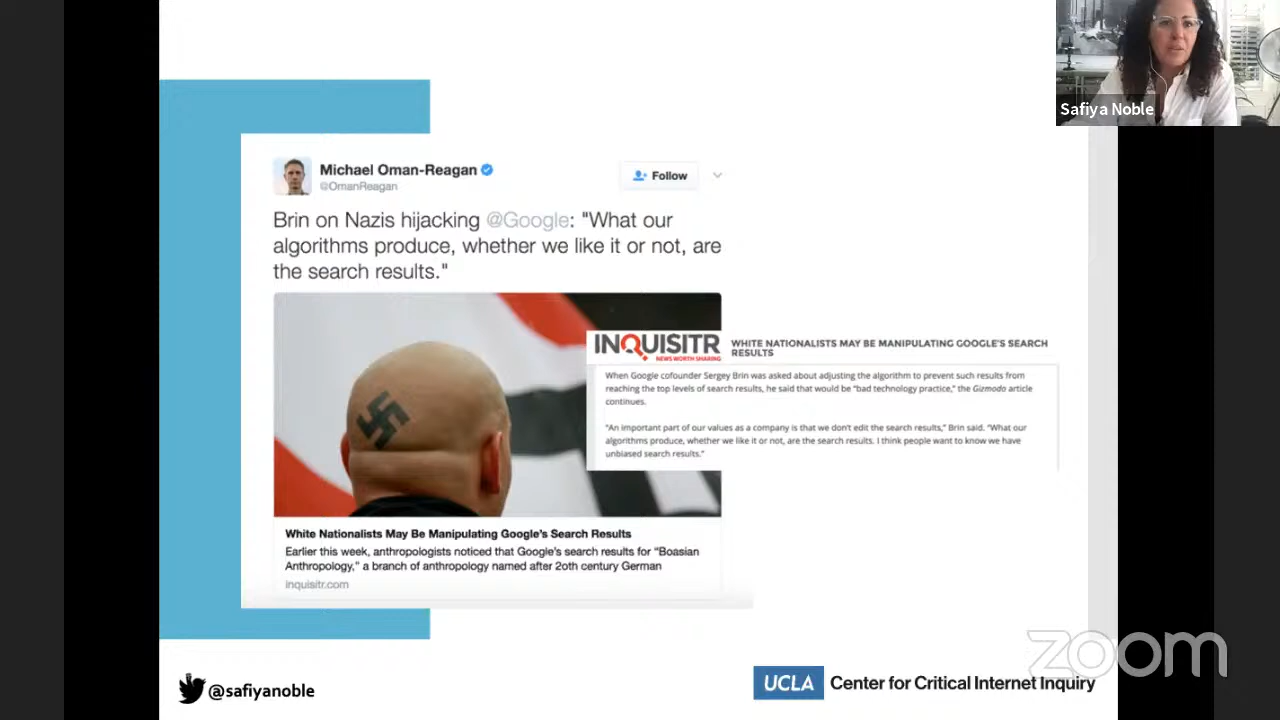 Safiya Noble
Michael Oman-Reagan
@OmanReagan
Follow
Brin on Nazis hijacking @Google: "What our
algorithms produce, whether we like it or not, are
the search results."
INQUISITR
NEWS WORTH SHARING
WHITE NATIONALISTS MAY BE MANIPULATING GOOGLE'S SEARCH
RESULTS
When Google cofounder Sergey Brin was asked about adjusting the algorithm to prevent such results from
reaching the top levels of search results, he said that would be "bad technology practice," the Gizmodo article
continues.
"An important part of our values as a company is that we don't edit the search results," Brin said. "What our
algorithms produce, whether we like it or not, are the search results. I think people want to know we have
unbiased search results."
White Nationalists May Be Manipulating Google's Search Results
Earlier this week, anthropologists noticed that Google's search results for "Boasian
Anthropology," a branch of anthropology named after 20th century German
inquisitr.com
zoom
@safiyanoble
UCLA Center for Critical Internet Inquiry